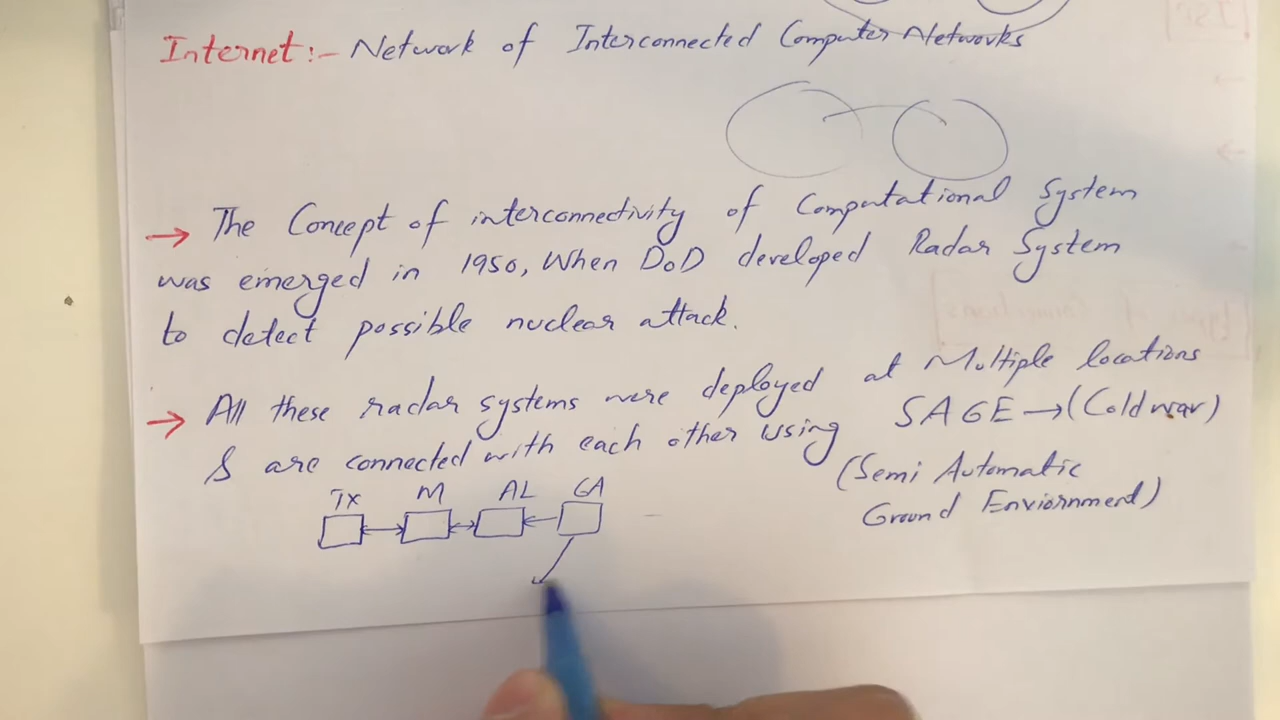 Internet:- Network of Interconnected Computer Networks
→ The Concept of interconnectivity of Computational System
was emerged in 1950, When DoD developed Radar System
to detect possible nuclear attack.
→ All these radar systems were deployed at Multiple locations
& are connected with each other using SAGE → (Cold war)
(Semi Automatic
Ground Enviornment)
TX M AL GA